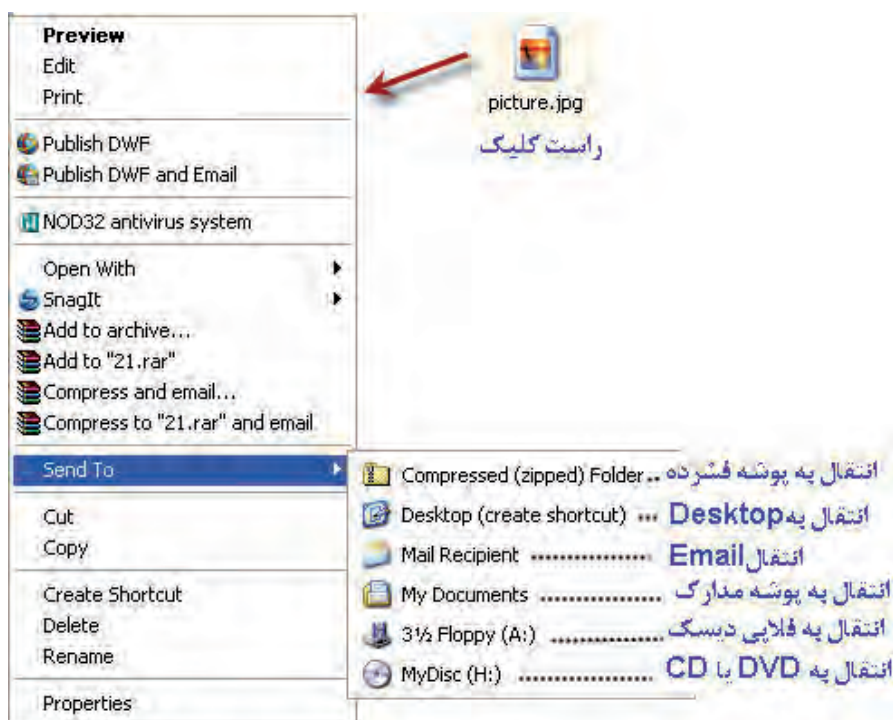 Preview
Edit
Print
picture.jpg
راست کلیک
Publish DWF
Publish DWF and Email
NOD32 antivirus system
Open With
SnagIt
Add to archive...
Add to "21.rar"
Compress and email...
Compress to "21.rar" and email
Send To
Compressed (zipped) Folder .. انتقال به پوشه فشرده
Desktop (create shortcut) ... انتقال به Desktop
Mail Recipient ................. انتقال Email
My Documents ................. انتقال به پوشه مدارک
3½ Floppy (A:) ................ انتقال به فلاپی دیسک
MyDisc (H:) .................... انتقال به DVD یا CD
Cut
Copy
Create Shortcut
Delete
Rename
Properties